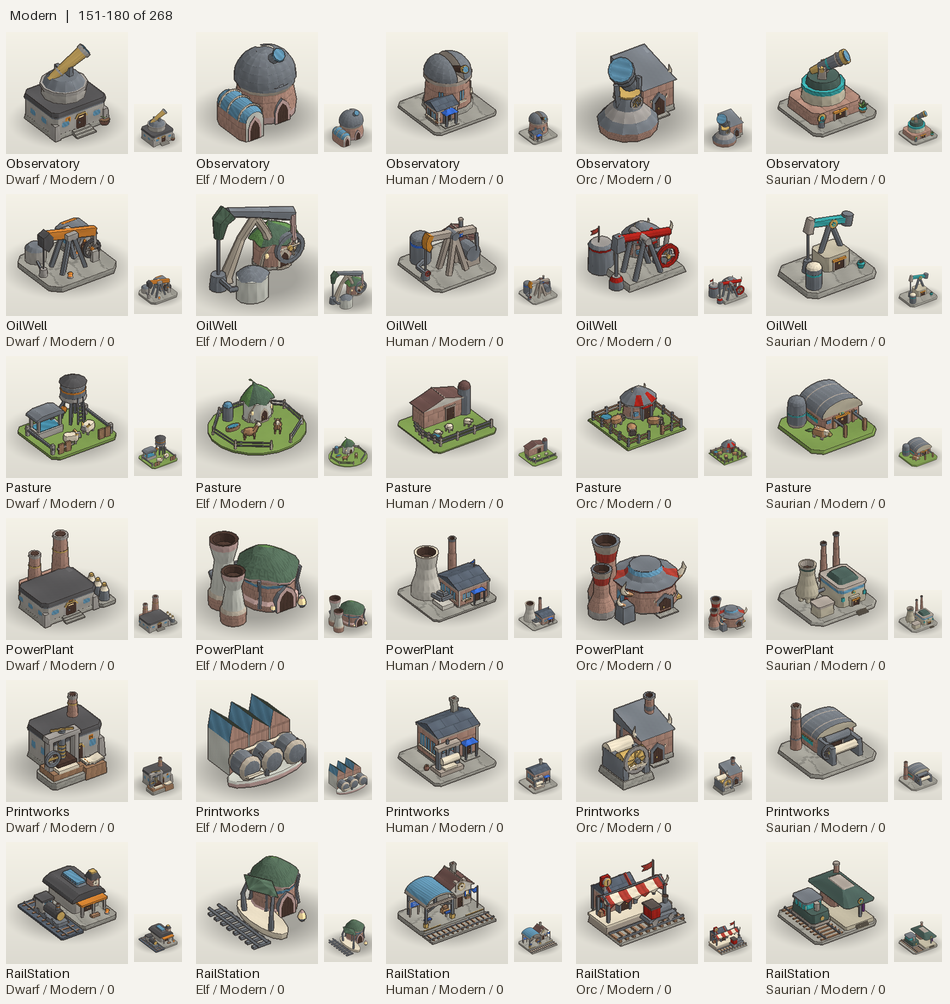 Modern | 151-180 of 268
Observatory
Dwarf / Modern / 0
Observatory
Elf / Modern / 0
Observatory
Human / Modern / 0
Observatory
Orc / Modern / 0
Observatory
Saurian / Modern / 0
OilWell
Dwarf / Modern / 0
OilWell
Elf / Modern / 0
OilWell
Human / Modern / 0
OilWell
Orc / Modern / 0
OilWell
Saurian / Modern / 0
Pasture
Dwarf / Modern / 0
Pasture
Elf / Modern / 0
Pasture
Human / Modern / 0
Pasture
Orc / Modern / 0
Pasture
Saurian / Modern / 0
PowerPlant
Dwarf / Modern / 0
PowerPlant
Elf / Modern / 0
PowerPlant
Human / Modern / 0
PowerPlant
Orc / Modern / 0
PowerPlant
Saurian / Modern / 0
Printworks
Dwarf / Modern / 0
Printworks
Elf / Modern / 0
Printworks
Human / Modern / 0
Printworks
Orc / Modern / 0
Printworks
Saurian / Modern / 0
RailStation
Dwarf / Modern / 0
RailStation
Elf / Modern / 0
RailStation
Human / Modern / 0
RailStation
Orc / Modern / 0
RailStation
Saurian / Modern / 0